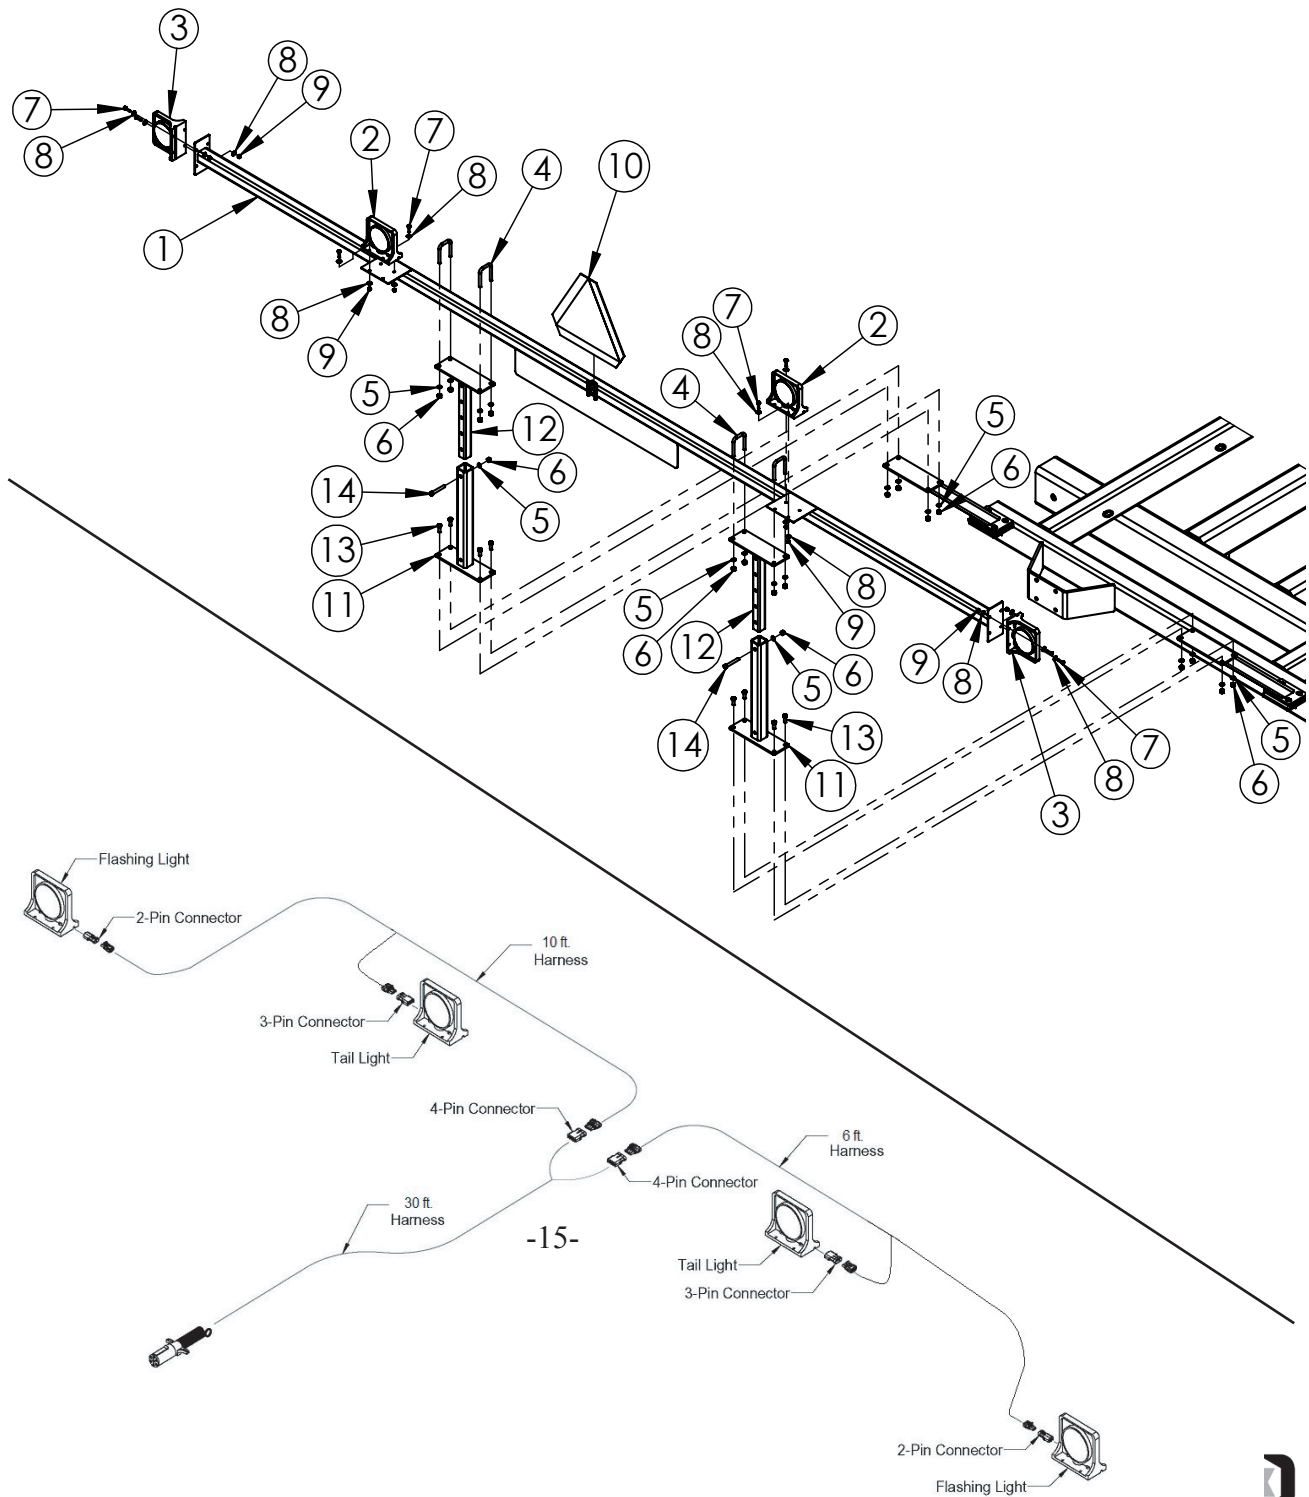 3
8
9
7
8
2
7
8
4
10
1
8
9
7
8
2
5
6
12
4
5
6
6
5
14
13
11
8
9
5
6
12
6
5
9
8
14
13
11
3
8
7
5
6
Flashing Light
2-Pin Connector
10 ft.
Harness
3-Pin Connector
Tail Light
4-Pin Connector
6 ft.
Harness
4-Pin Connector
30 ft.
Harness
-15-
Tail Light
3-Pin Connector
2-Pin Connector
Flashing Light